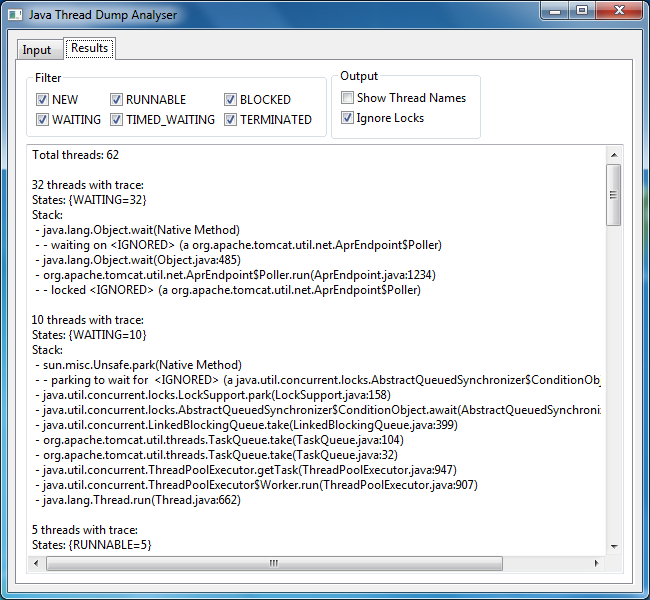 Java Thread Dump Analyser
Input
Results
Filter
NEW
RUNNABLE
BLOCKED
WAITING
TIMED_WAITING
TERMINATED
Output
Show Thread Names
Ignore Locks
Total threads: 62
32 threads with trace:
States: {WAITING=32}
Stack:
- java.lang.Object.wait(Native Method)
- - waiting on <IGNORED> (a org.apache.tomcat.util.net.AprEndpoint$Poller)
- java.lang.Object.wait(Object.java:485)
- org.apache.tomcat.util.net.AprEndpoint$Poller.run(AprEndpoint.java:1234)
- - locked <IGNORED> (a org.apache.tomcat.util.net.AprEndpoint$Poller)
10 threads with trace:
States: {WAITING=10}
Stack:
- sun.misc.Unsafe.park(Native Method)
- - parking to wait for  <IGNORED> (a java.util.concurrent.locks.AbstractQueuedSynchronizer$ConditionObj
- java.util.concurrent.locks.LockSupport.park(LockSupport.java:158)
- java.util.concurrent.locks.AbstractQueuedSynchronizer$ConditionObject.await(AbstractQueuedSynchroni
- java.util.concurrent.LinkedBlockingQueue.take(LinkedBlockingQueue.java:399)
- org.apache.tomcat.util.threads.TaskQueue.take(TaskQueue.java:104)
- org.apache.tomcat.util.threads.TaskQueue.take(TaskQueue.java:32)
- java.util.concurrent.ThreadPoolExecutor.getTask(ThreadPoolExecutor.java:947)
- java.util.concurrent.ThreadPoolExecutor$Worker.run(ThreadPoolExecutor.java:907)
- java.lang.Thread.run(Thread.java:662)
5 threads with trace:
States: {RUNNABLE=5}